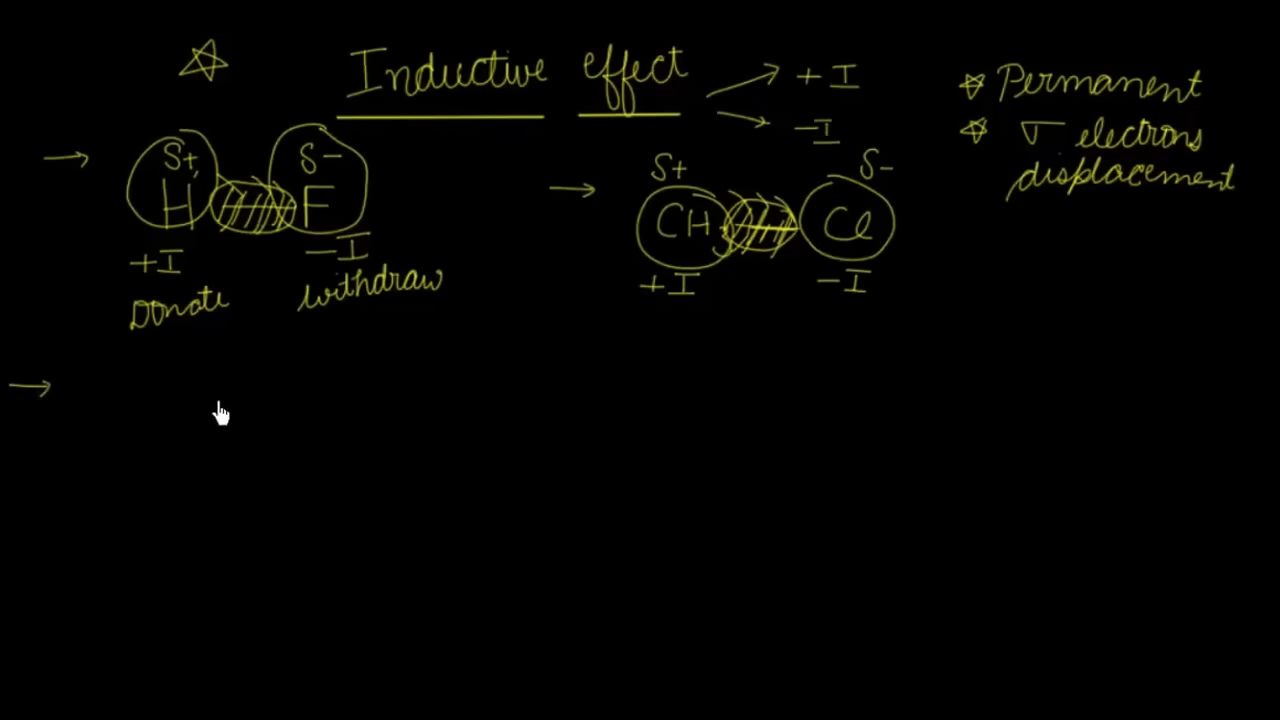 Inductive effect
+ I
- I
Permanent
σ electrons
displacement
S+ S-
H F
+I -I
Donate withdraw
S+ S-
CH3 Cl
+I -I